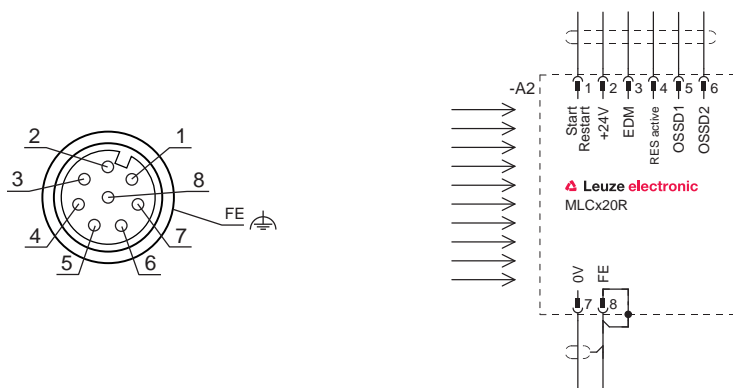 2
1
3
8
4
7
5
6
FE
-A2
1
2
3
4
5
6
Start
Restart
+24V
EDM
RES active
OSSD1
OSSD2
Leuze electronic
MLCx20R
0V
FE
7
8